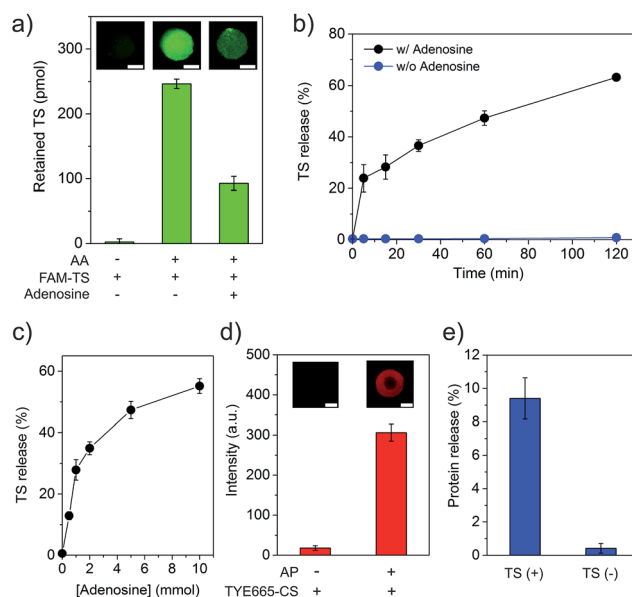 a)
Retained TS (pmol)
300
200
100
0
AA - + +
FAM-TS + + +
Adenosine - - +
b)
TS release (%)
80
60
40
20
0
w/ Adenosine
w/o Adenosine
0 20 40 60 80 100 120
Time (min)
c)
TS release (%)
60
30
0
0 2 4 6 8 10
[Adenosine] (mmol)
d)
Intensity (a.u.)
500
400
300
200
100
0
AP - +
TYE665-CS + +
e)
Protein release (%)
12
10
8
6
4
2
0
TS (+) TS (-)